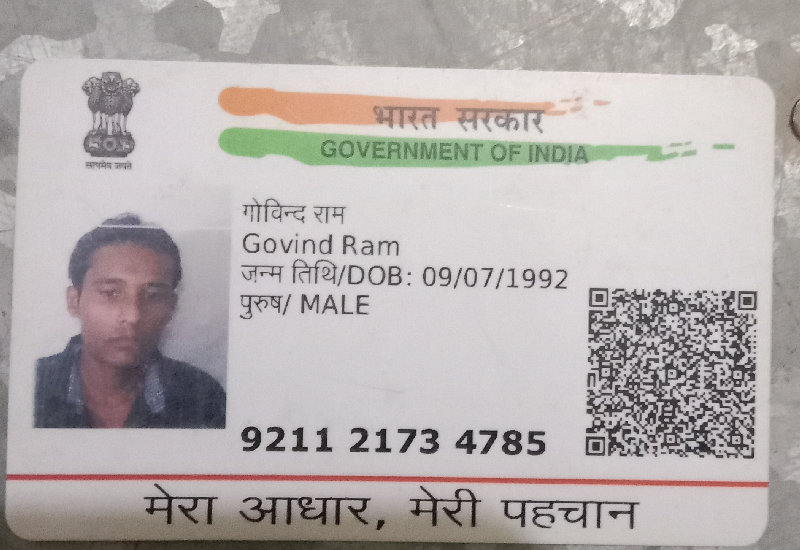 भारत सरकार
GOVERNMENT OF INDIA
सत्यमेव जयते
गोविन्द राम
Govind Ram
जन्म तिथि/DOB: 09/07/1992
पुरुष/ MALE
9211 2173 4785
मेरा आधार, मेरी पहचान